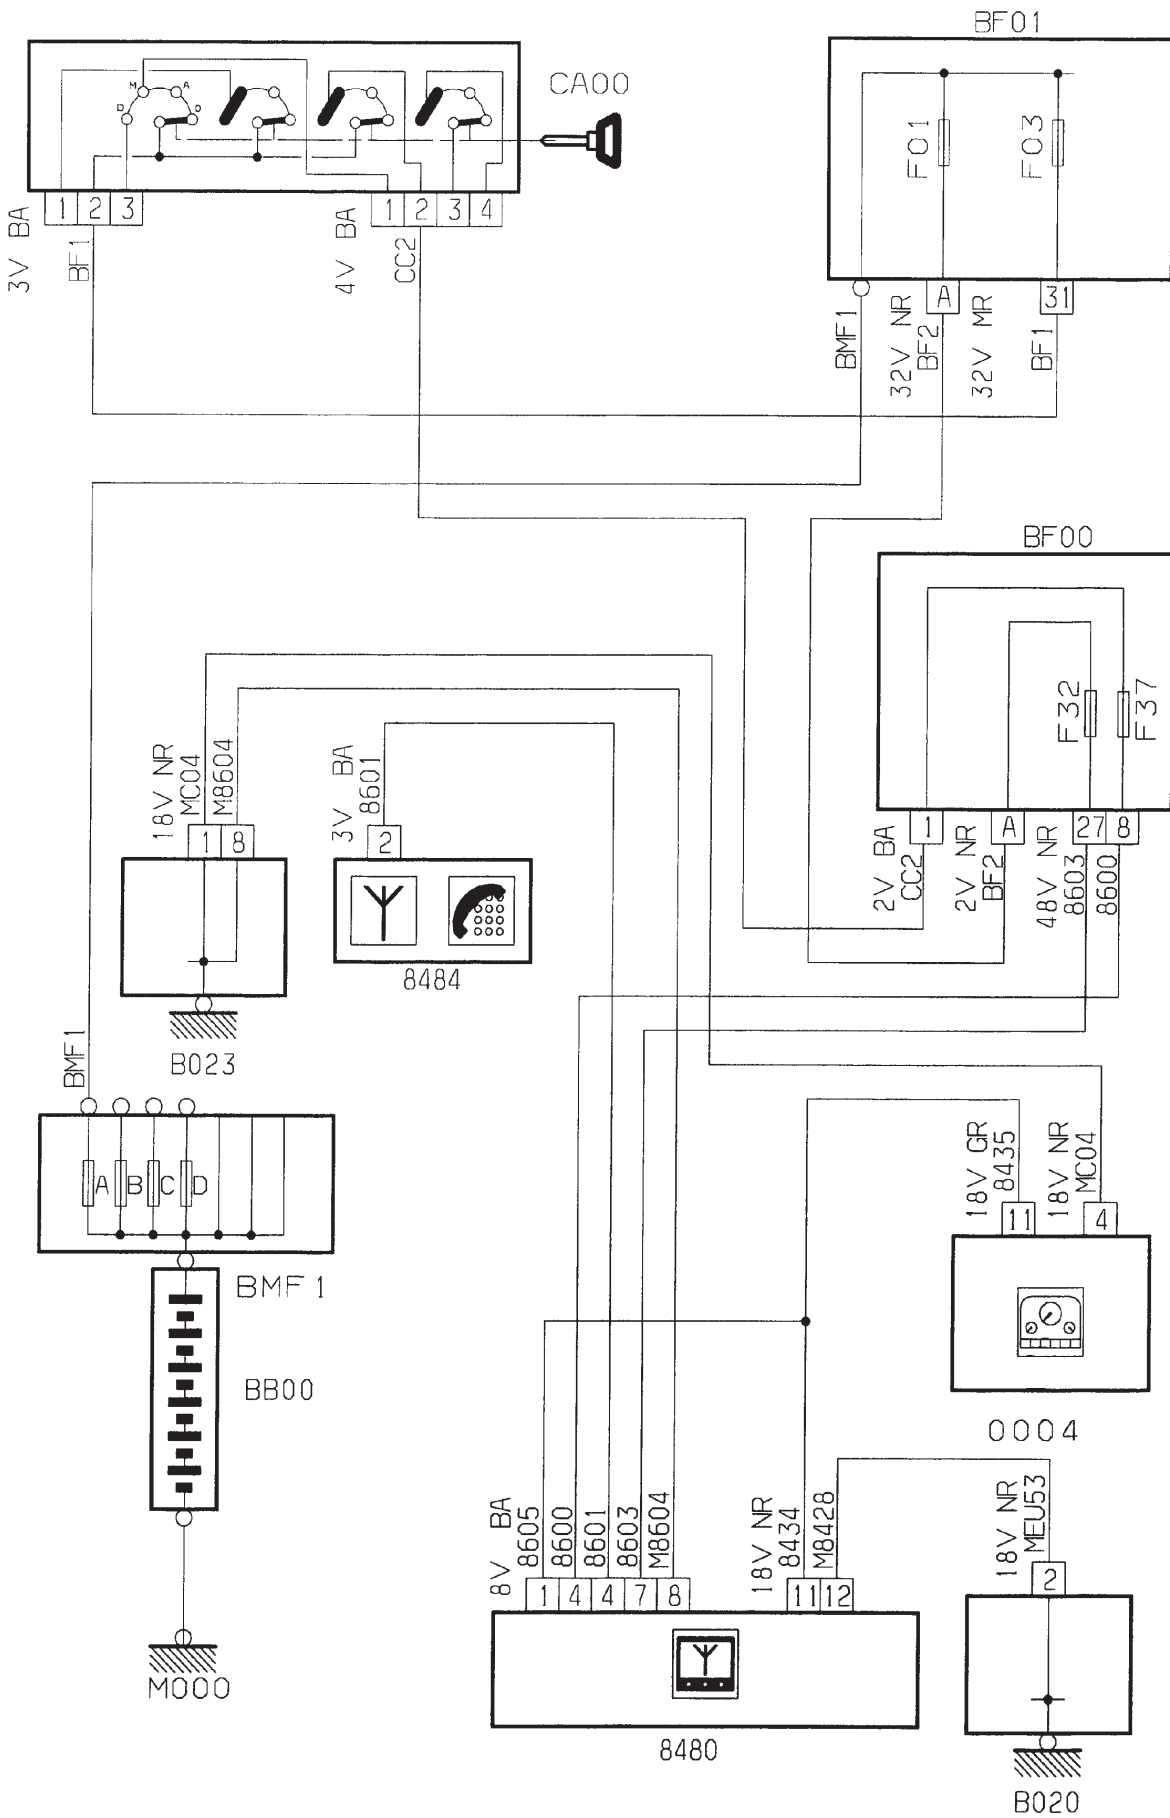 BF01
CA00
M
A
D
D
F01
F03
1 2 3
1 2 3 4
3V BA
BF1
4V BA
CC2
A
31
BMF1
32V NR
BF2
32V MR
BF1
BF00
F32
F37
18V NR
MC04
M8604
3V BA
8601
1 8
2
1
A
27 8
2V BA
CC2
2V NR
BF2
48V NR
8603
8600
8484
B023
BMF1
A B C D
18V GR
8435
18V NR
MC04
11
4
BMF1
BB00
0004
8V BA
8605
8600
8601
8603
M8604
18V NR
8434
M8428
18V NR
MEU53
1 4 4 7 8
11 12
2
M000
8480
B020